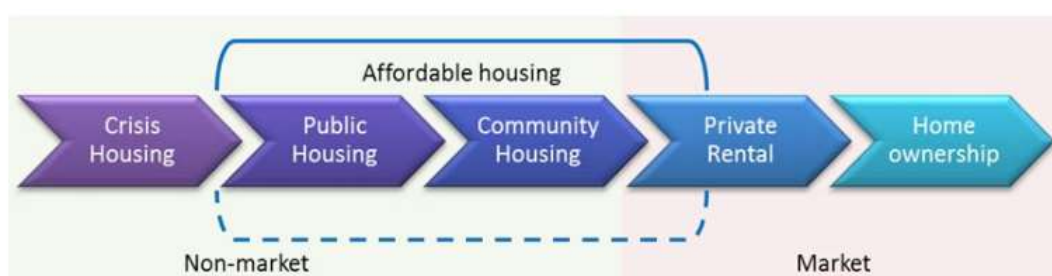 Affordable housing
Crisis
Housing
Public
Housing
Community
Housing
Private
Rental
Home
ownership
Non-market
Market